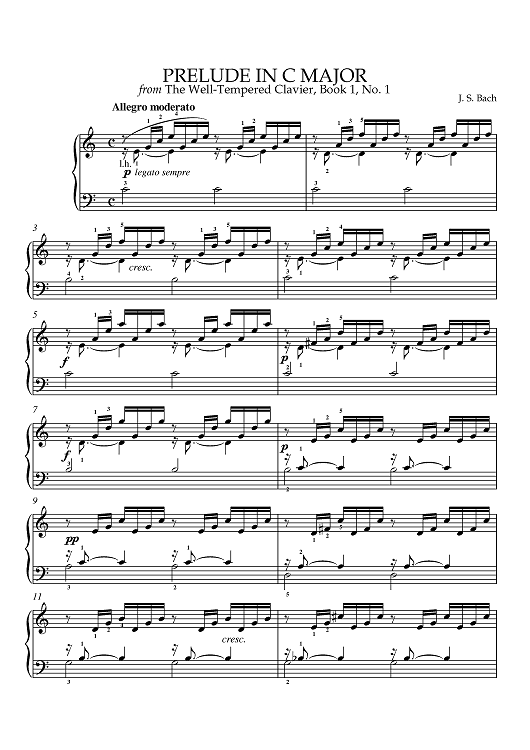 PRELUDE IN C MAJOR
from The Well-Tempered Clavier, Book 1, No. 1
J. S. Bach
Allegro moderato
l.h.
p legato sempre
3
cresc.
5
f
p
7
f
p
9
pp
11
cresc.